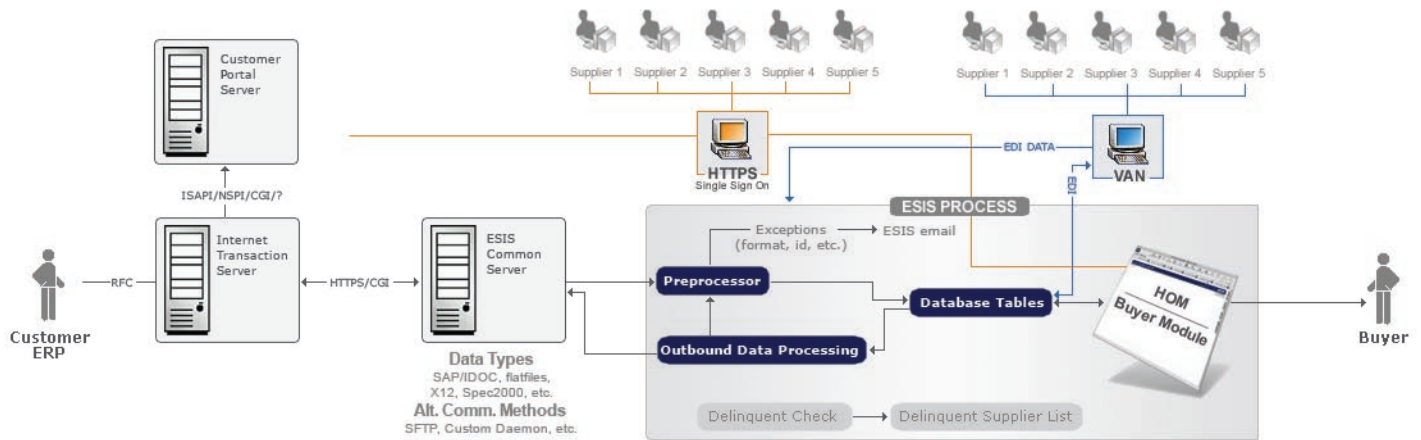 Supplier 1
Supplier 2
Supplier 3
Supplier 4
Supplier 5
Supplier 1
Supplier 2
Supplier 3
Supplier 4
Supplier 5
Customer
Portal
Server
HTTPS
Single Sign On
EDI DATA
VAN
EDI
ISAPI/NSPI/CGI/?
Internet
Transaction
Server
ESIS
Common
Server
ESIS PROCESS
Exceptions
(format, id, etc.)
ESIS email
Customer
ERP
RFC
HTTPS/CGI
Preprocessor
Database Tables
HOM
Buyer Module
Buyer
Outbound Data Processing
Data Types
SAP/IDOC, flatfiles,
X12, Spec2000, etc.
Alt. Comm. Methods
SFTP, Custom Daemon, etc.
Delinquent Check
Delinquent Supplier List